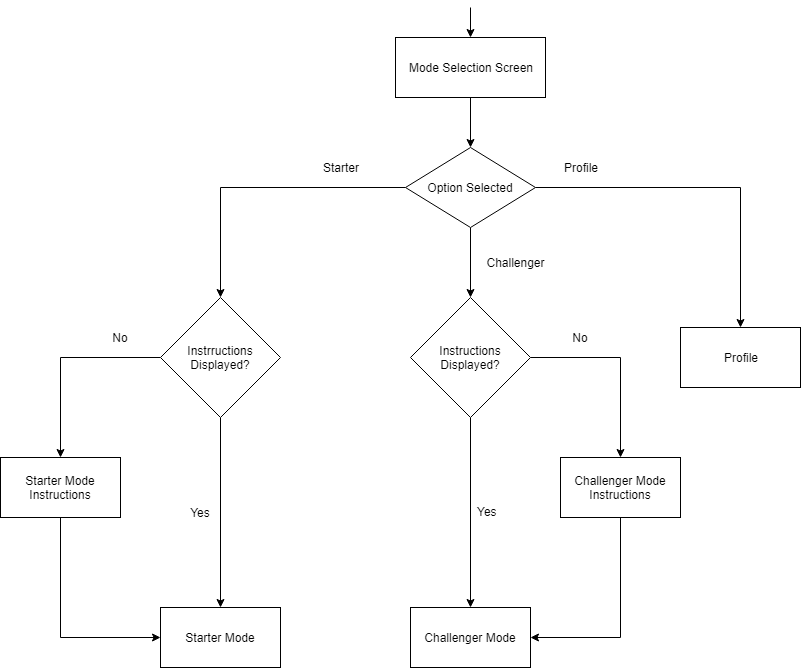 Mode Selection Screen
Starter
Option Selected
Profile
Challenger
No
Instrructions
Displayed?
Instructions
Displayed?
No
Profile
Starter Mode
Instructions
Yes
Yes
Challenger Mode
Instructions
Starter Mode
Challenger Mode